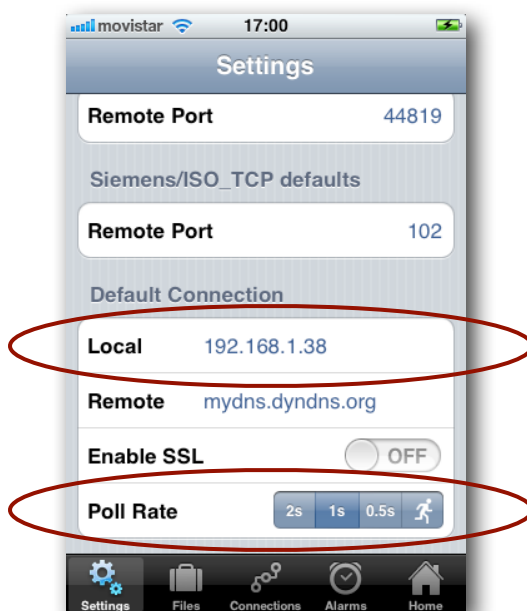 movistar 17:00
Settings
Remote Port 44819
Siemens/ISO_TCP defaults
Remote Port 102
Default Connection
Local 192.168.1.38
Remote mydns.dyndns.org
Enable SSL OFF
Poll Rate 2s 1s 0.5s
Settings Files Connections Alarms Home